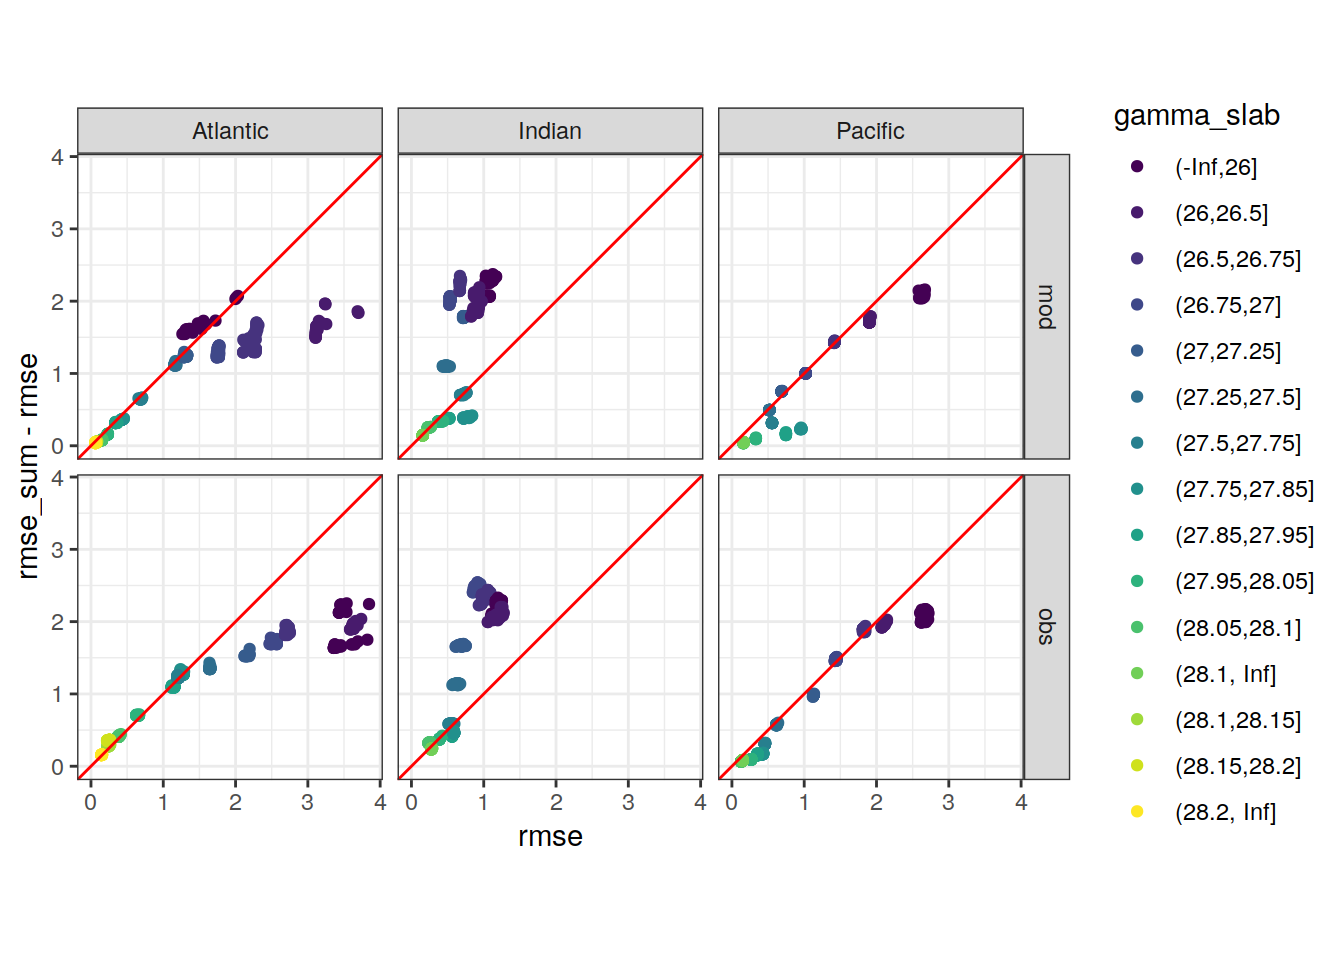 Atlantic Indian Pacific
4
3
2
1
0
mod
4
3
2
1
0
obs
0 1 2 3 4 0 1 2 3 4 0 1 2 3 4
rmse
rmse_sum - rmse
gamma_slab
(-Inf,26]
(26,26.5]
(26.5,26.75]
(26.75,27]
(27,27.25]
(27.25,27.5]
(27.5,27.75]
(27.75,27.85]
(27.85,27.95]
(27.95,28.05]
(28.05,28.1]
(28.1, Inf]
(28.1,28.15]
(28.15,28.2]
(28.2, Inf]